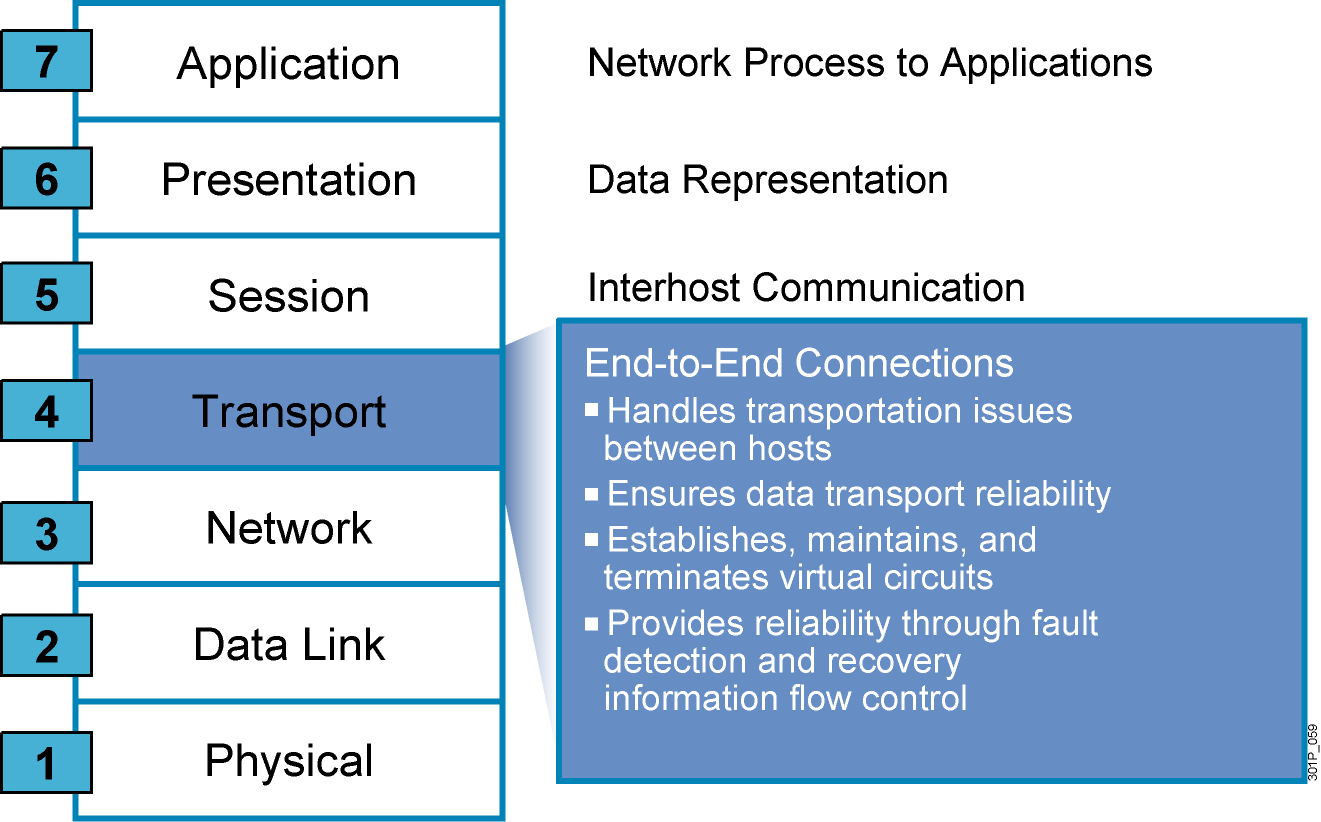 7 Application Network Process to Applications
6 Presentation Data Representation
5 Session Interhost Communication
4 Transport
End-to-End Connections
■ Handles transportation issues
between hosts
■ Ensures data transport reliability
■ Establishes, maintains, and
terminates virtual circuits
■ Provides reliability through fault
detection and recovery
information flow control
3 Network
2 Data Link
1 Physical
301P_059